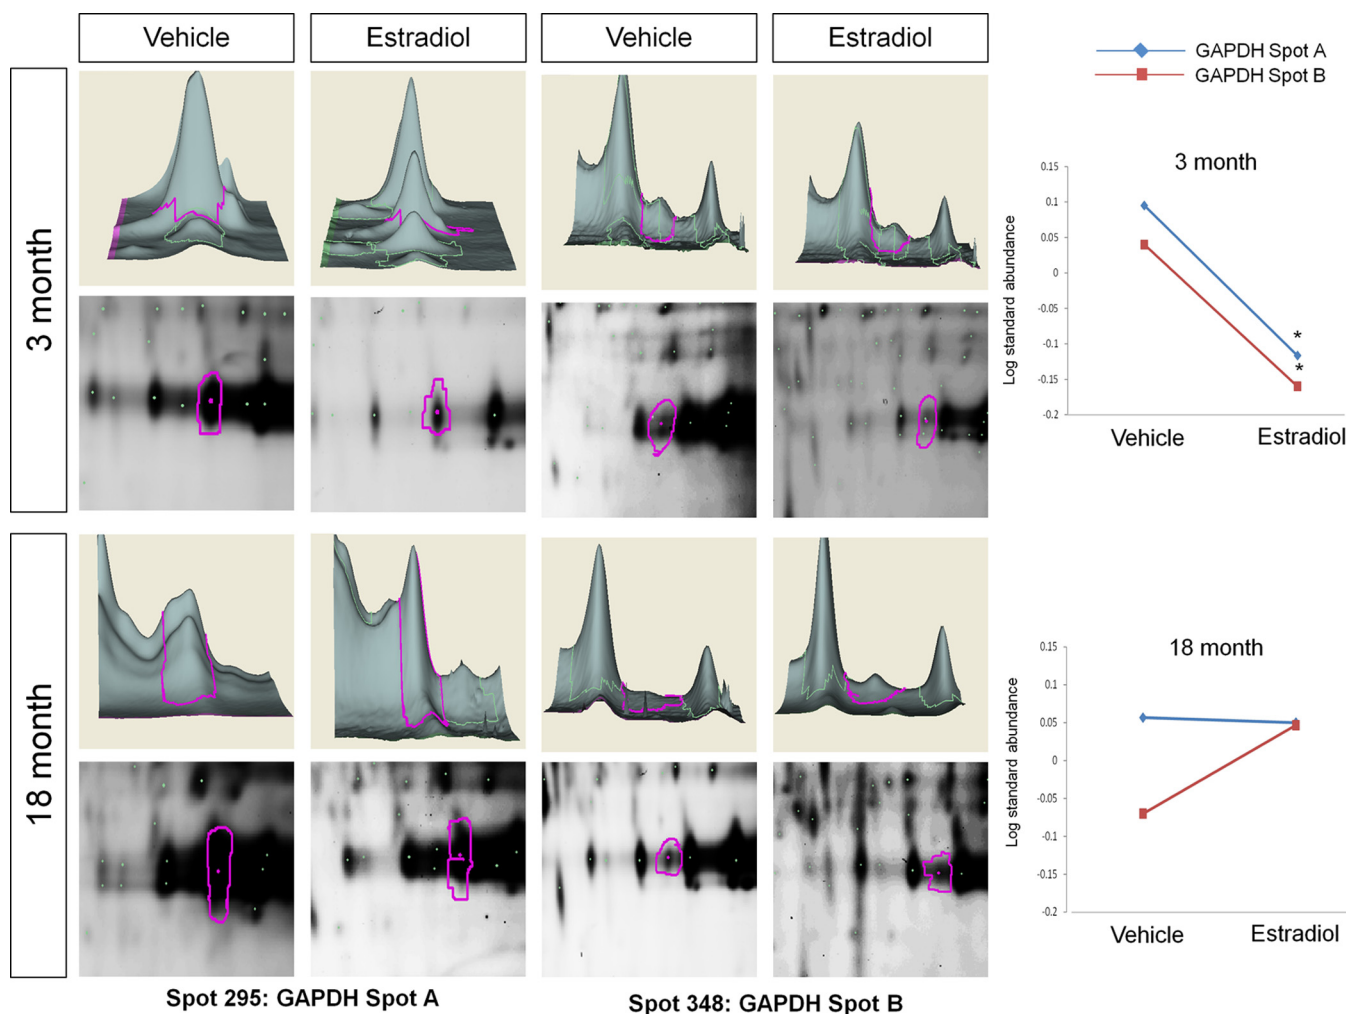 Vehicle
Estradiol
Vehicle
Estradiol
3 month
18 month
Spot 295: GAPDH Spot A
Spot 348: GAPDH Spot B
GAPDH Spot A
GAPDH Spot B
3 month
Log standard abundance
0.15
0.1
0.05
0
-0.05
-0.1
-0.15
-0.2
*
*
Vehicle
Estradiol
18 month
Log standard abundance
0.15
0.1
0.05
0
-0.05
-0.1
-0.15
-0.2
Vehicle
Estradiol